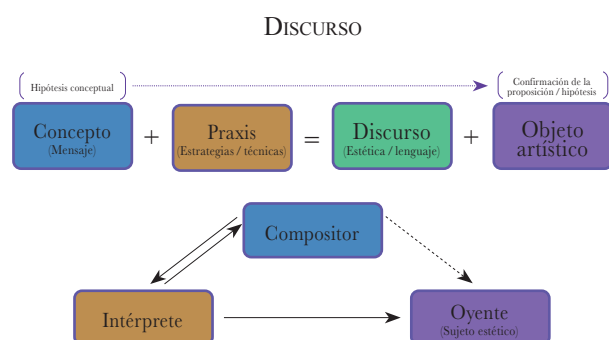 DISCURSO
Hipótesis conceptual
Confirmación de la
proposición / hipótesis
Concepto
(Mensaje)
+
Praxis
(Estrategias / técnicas)
=
Discurso
(Estética / lenguaje)
+
Objeto
artístico
Compositor
Intérprete
Oyente
(Sujeto estético)